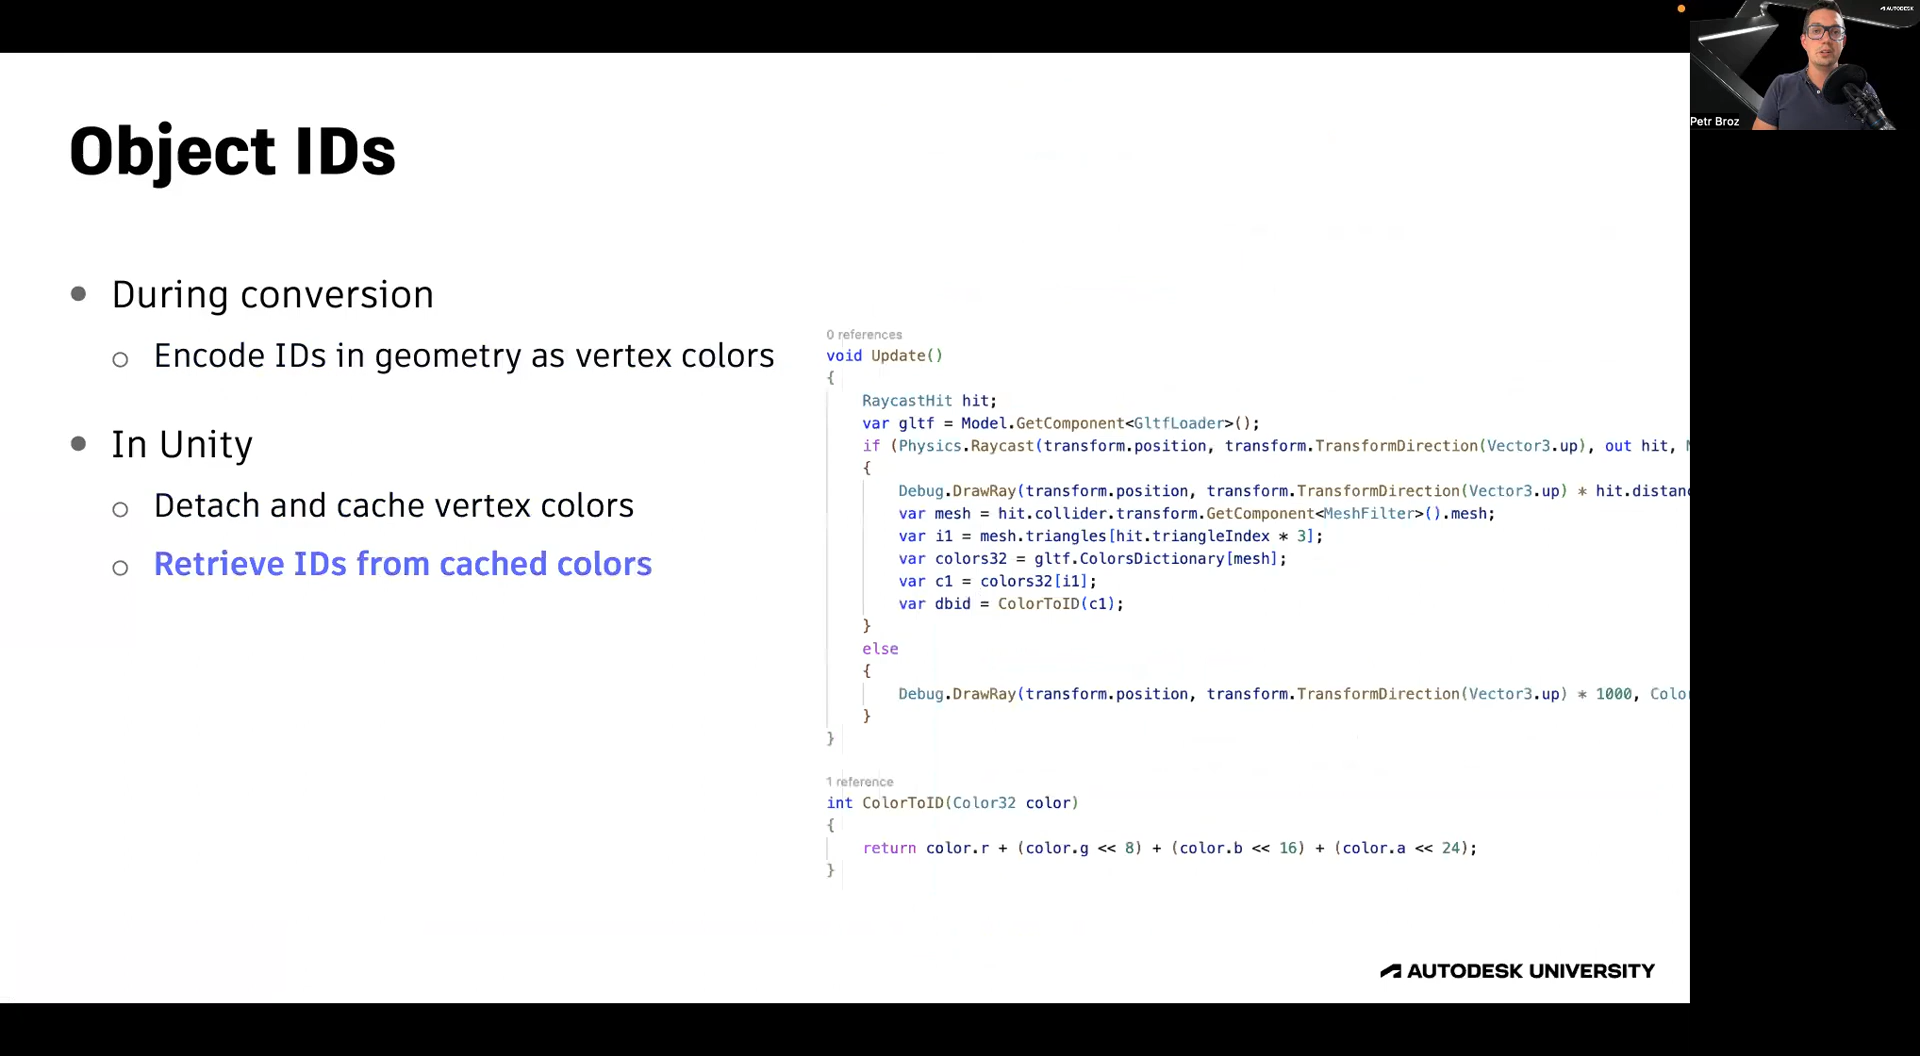 Object IDs
During conversion
Encode IDs in geometry as vertex colors
In Unity
Detach and cache vertex colors
Retrieve IDs from cached colors
0 references
void Update()
{
RaycastHit hit;
var gltf = Model.GetComponent<GltfLoader>();
if (Physics.Raycast(transform.position, transform.TransformDirection(Vector3.up), out hit,
{
Debug.DrawRay(transform.position, transform.TransformDirection(Vector3.up) * hit.distanc
var mesh = hit.collider.transform.GetComponent<MeshFilter>().mesh;
var i1 = mesh.triangles[hit.triangleIndex * 3];
var colors32 = gltf.ColorsDictionary[mesh];
var c1 = colors32[i1];
var dbid = ColorToID(c1);
}
else
{
Debug.DrawRay(transform.position, transform.TransformDirection(Vector3.up) * 1000, Colo
}
}
1 reference
int ColorToID(Color32 color)
{
return color.r + (color.g << 8) + (color.b << 16) + (color.a << 24);
}
AUTODESK UNIVERSITY
AUTODESK
Petr Broz